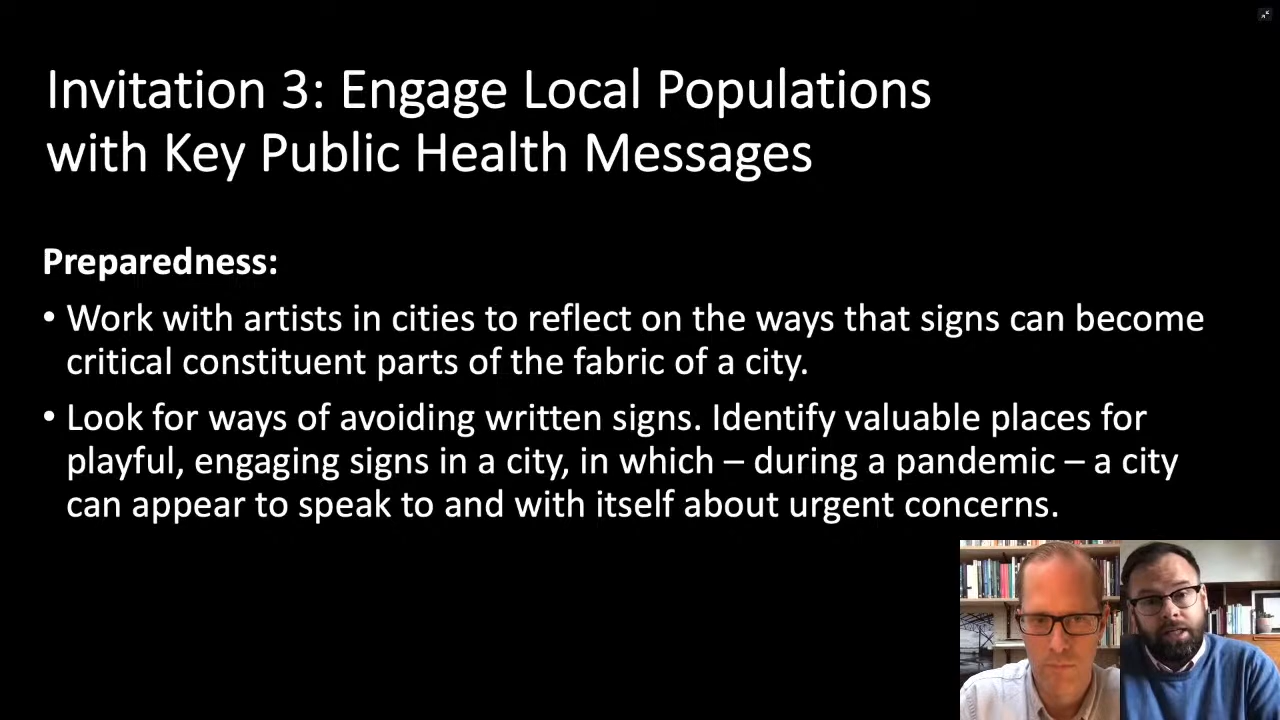 Invitation 3: Engage Local Populations
with Key Public Health Messages
Preparedness:
• Work with artists in cities to reflect on the ways that signs can become
critical constituent parts of the fabric of a city.
• Look for ways of avoiding written signs. Identify valuable places for
playful, engaging signs in a city, in which – during a pandemic – a city
can appear to speak to and with itself about urgent concerns.